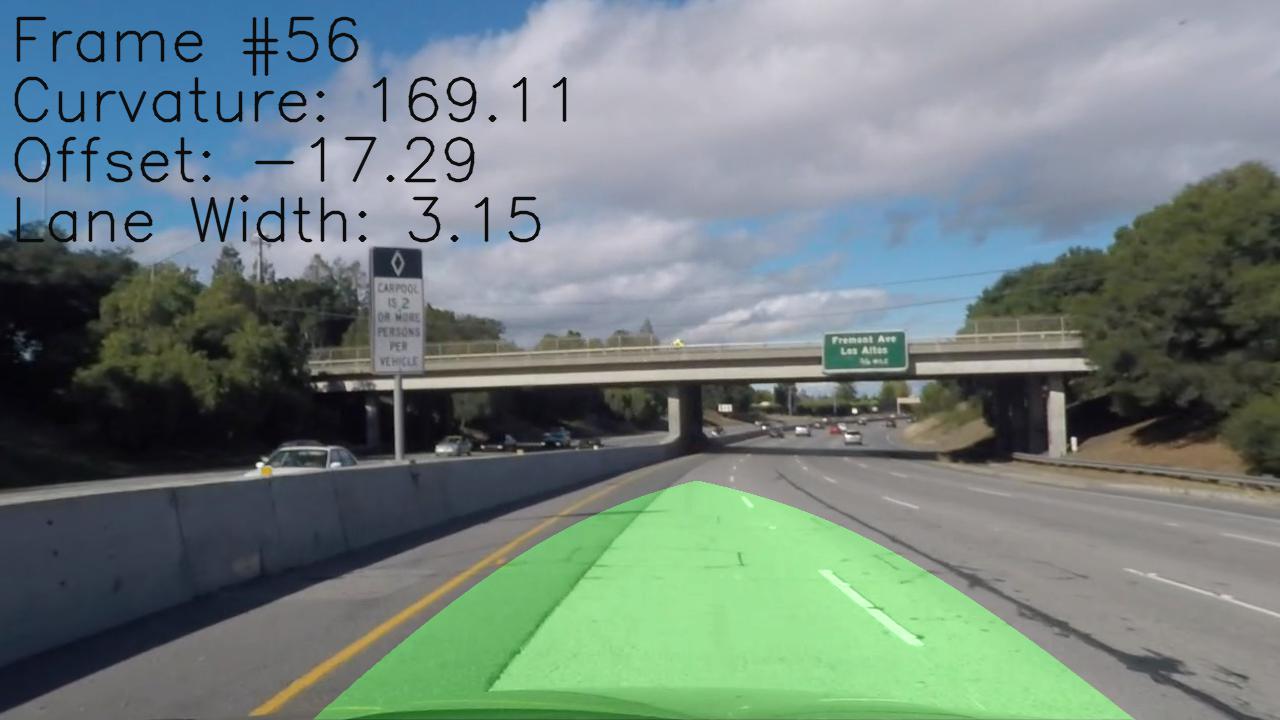 Frame #56
Curvature: 169.11
Offset: -17.29
Lane Width: 3.15
CARPOOL
IS 2
OR MORE
PERSONS
PER
VEHICLE
Fremont Ave
Los Altos
MILE